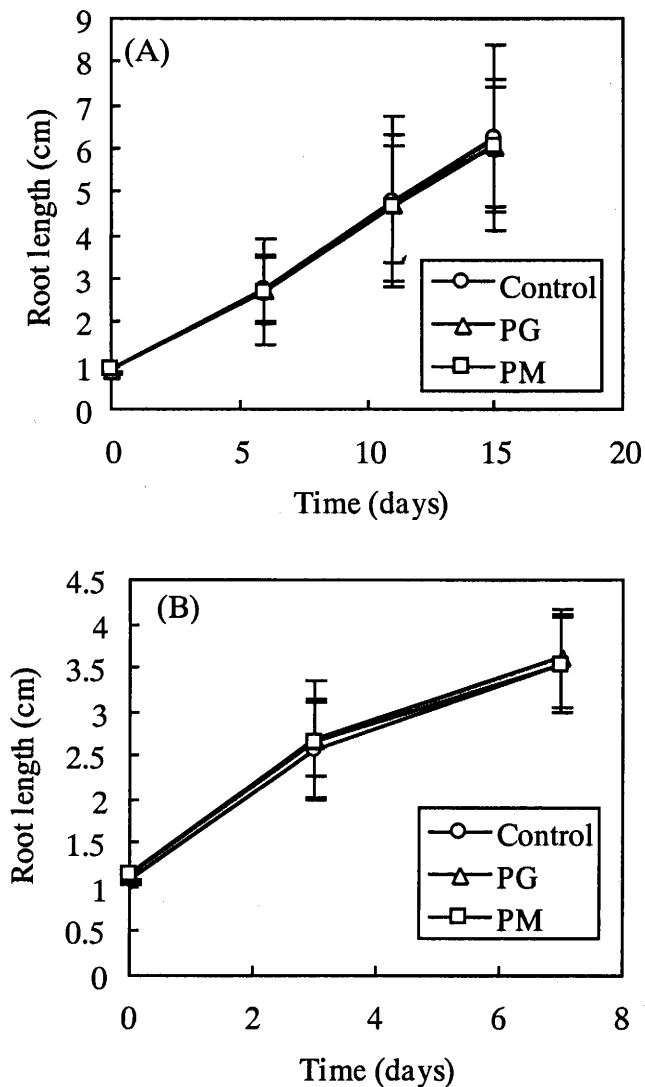 (A)
Root length (cm)
9
8
7
6
5
4
3
2
1
0
Control
PG
PM
0 5 10 15 20
Time (days)
(B)
Root length (cm)
4.5
4
3.5
3
2.5
2
1.5
1
0.5
0
Control
PG
PM
0 2 4 6 8
Time (days)